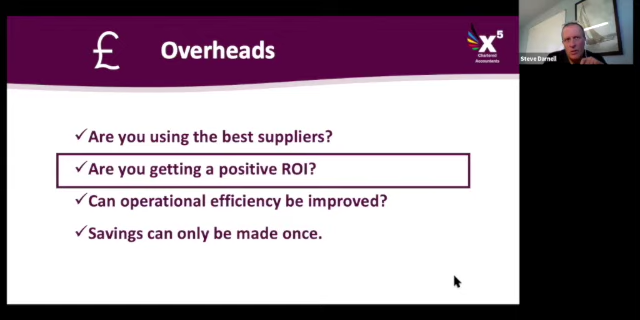 £
Overheads
x5
Chartered
Accountants
Steve Darnell
✓Are you using the best suppliers?
✓Are you getting a positive ROI?
✓Can operational efficiency be improved?
✓Savings can only be made once.